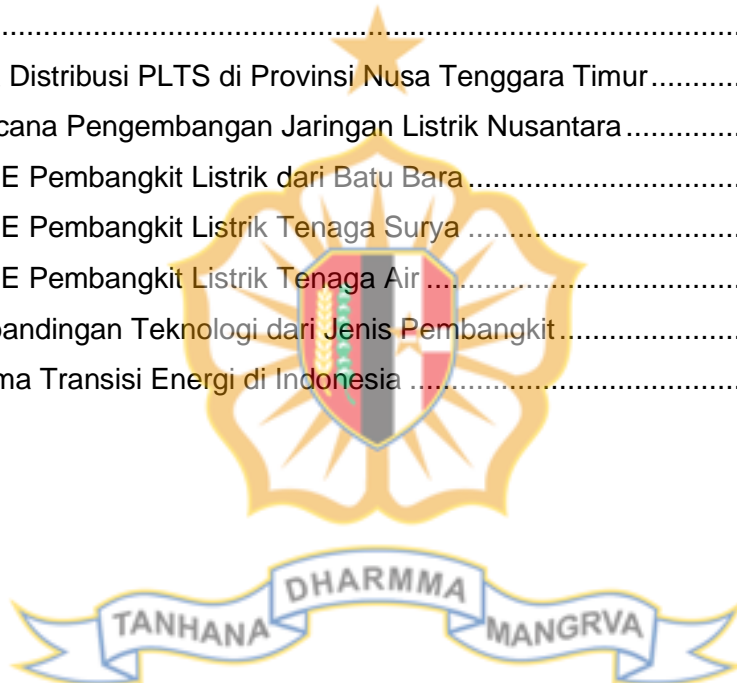 ..........................................................................................
Distribusi PLTS di Provinsi Nusa Tenggara Timur...........
cana Pengembangan Jaringan Listrik Nusantara..............
E Pembangkit Listrik dari Batu Bara..................................
E Pembangkit Listrik Tenaga Surya ..................................
E Pembangkit Listrik Tenaga Air.......................................
bandingan Teknologi dari Jenis Pembangkit......................
ma Transisi Energi di Indonesia ........................................
TANHANA DHARMMA MANGRVA